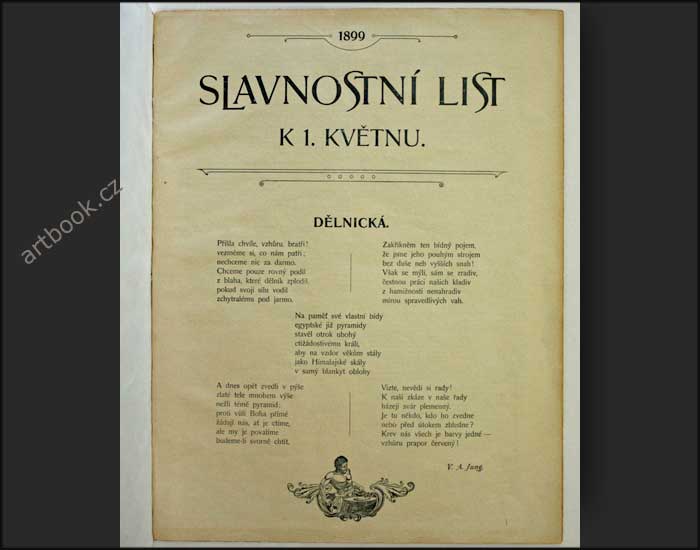 1899
SLAVNOSTNÍ LIST
K 1. KVĚTNU.
DĚLNICKÁ.
Přišla chvíle, vzhůru, bratři!
vezměme si, co nám patří;
nechceme nic za darmo.
Chceme pouze rovný podíl
z blaha, které dělník zplodil,
pokud svojí sílu vodil
zchytralému pod jarmo.
Zakřikněm ten bídný pojem,
že jsme jeho pouhým strojem
bez duše neb vyšších snah!
Však se mýlí, sám se zradiv,
čestnou práci našich kladiv
z hamižnosti nenahradiv
mírou spravedlivých vah.
Na paměť své vlastní bídy
egyptské již pyramidy
stavěl otrok ubohý
ctižádostivému králi,
aby na vzdor věkům stály
jako Himalajské skály
v samý blankyt oblohy
A dnes opět zvedli v pýše
zlaté tele mnohem výše
nežli témě pyramid;
proti vůli Boha přímé
žádají nás, ať je ctíme,
ale my je povalíme
budeme-li svorně chtít.
Vizte, nevědí si rady!
K naší zkáze v naše řady
házejí svár plemenný.
Je tu někdo, kdo ho zvedne
nebo před útokem zbledne?
Krev nás všech je barvy jedné —
vzhůru prapor červený!
V. A. Jung.
artbook.cz